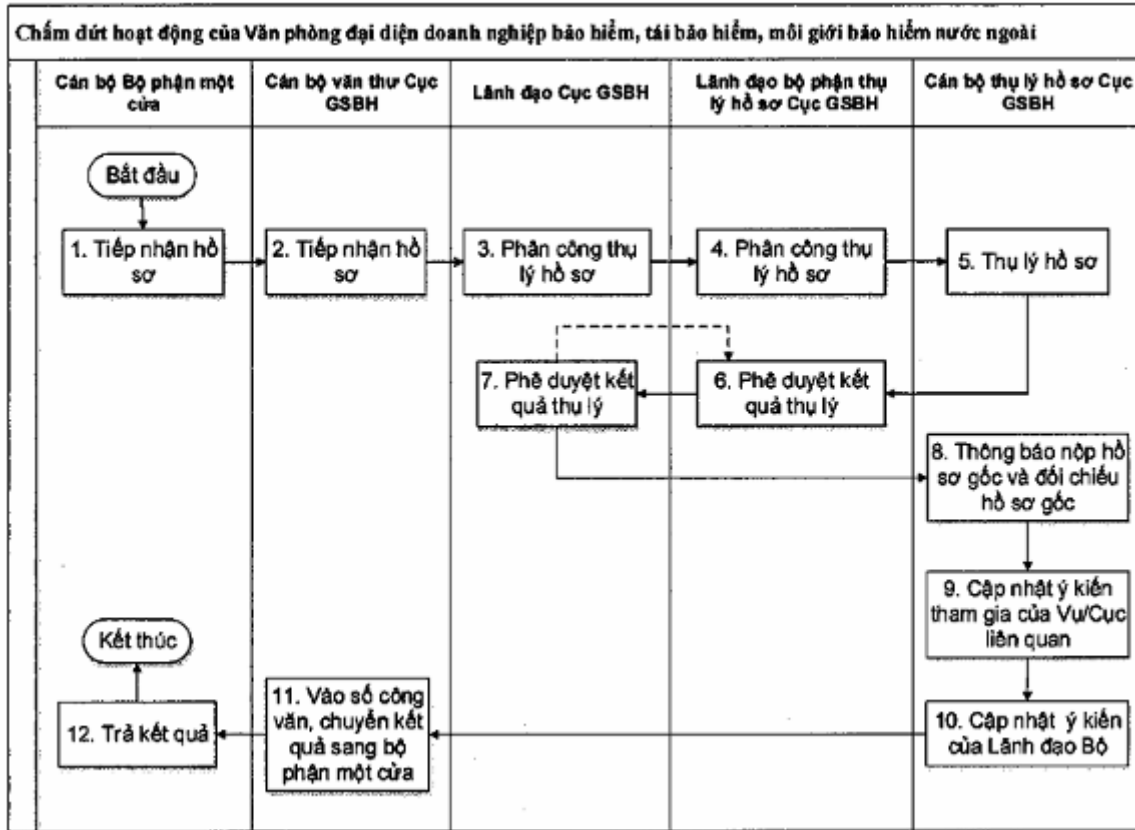 Chấm dứt hoạt động của Văn phòng đại diện doanh nghiệp bảo hiểm, tái bảo hiểm, môi giới bảo hiểm nước ngoài
Cán bộ Bộ phận một
cửa
Cán bộ văn thư Cục
GSBH
Lãnh đạo Cục GSBH
Lãnh đạo bộ phận thụ
lý hồ sơ Cục GSBH
Cán bộ thụ lý hồ sơ Cục
GSBH
Bắt đầu
1. Tiếp nhận hồ
sơ
2. Tiếp nhận hồ
sơ
3. Phân công thụ
lý hồ sơ
4. Phân công thụ
lý hồ sơ
5. Thụ lý hồ sơ
7. Phê duyệt kết
quả thụ lý
6. Phê duyệt kết
quả thụ lý
8. Thông báo nộp hồ
sơ gốc và đối chiếu
hồ sơ gốc
9. Cập nhật ý kiến
tham gia của Vụ/Cục
liên quan
Kết thúc
12. Trả kết quả
11. Vào số công
văn, chuyển kết
quả sang bộ
phận một cửa
10. Cập nhật ý kiến
của Lãnh đạo Bộ